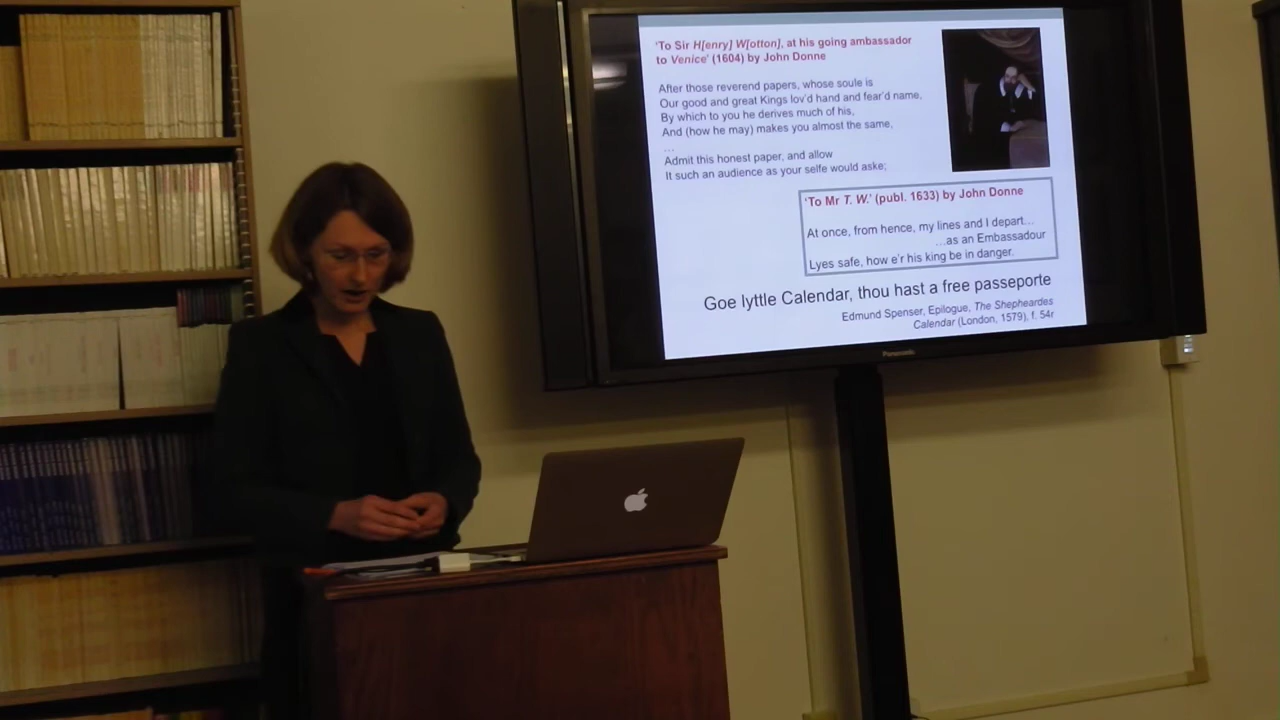 'To Sir H[enry] W[otton], at his going ambassador
to Venice' (1604) by John Donne
After those reverend papers, whose soule is
Our good and great Kings lov'd hand and fear'd name,
By which to you he derives much of his,
And (how he may) makes you almost the same,
...
Admit this honest paper, and allow
It such an audience as your selfe would aske;
'To Mr T. W.' (publ. 1633) by John Donne
At once, from hence, my lines and I depart...
...as an Embassadour
Lyes safe, how e'r his king be in danger.
Goe lyttle Calendar, thou hast a free passeporte
Edmund Spenser, Epilogue, The Shepheardes
Calendar (London, 1579), f. 54r
Panasonic